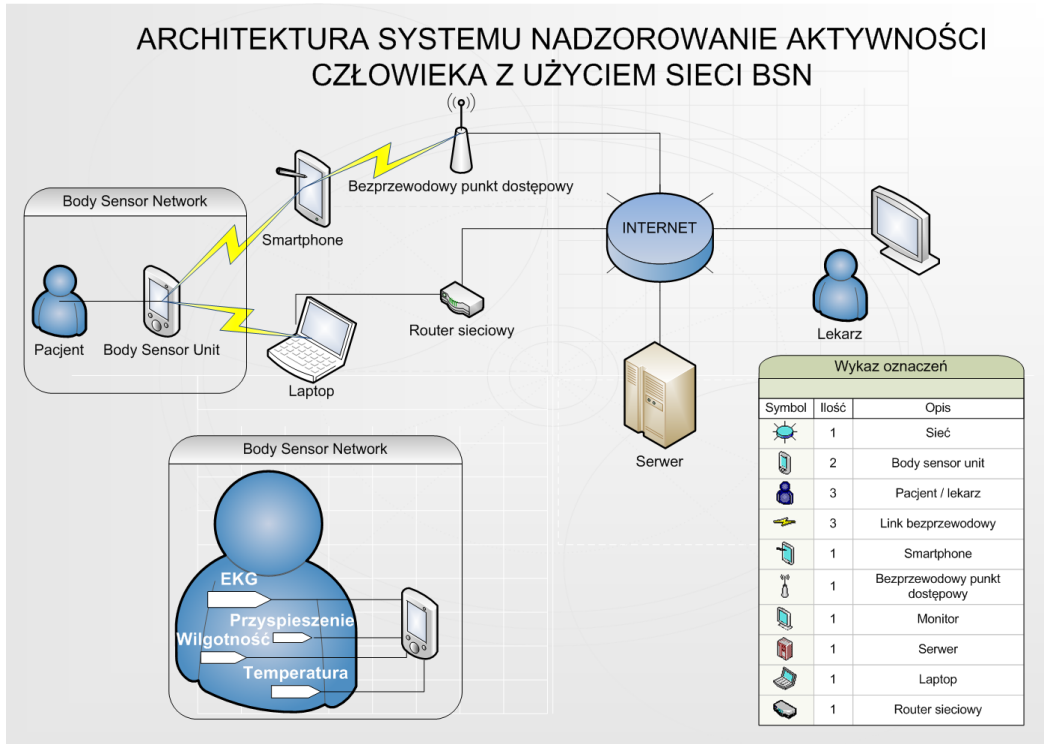 ARCHITEKTURA SYSTEMU NADZOROWANIE AKTYWNOŚCI
CZŁOWIEKA Z UŻYCIEM SIECI BSN
Bezprzewodowy punkt dostępowy
Body Sensor Network
Smartphone
INTERNET
Pacjent
Body Sensor Unit
Router sieciowy
Lekarz
Laptop
Serwer
Body Sensor Network
EKG
Przyspieszenie
Wilgotność
Temperatura
Wykaz oznaczeń
Symbol Ilość Opis
1 Sieć
2 Body sensor unit
3 Pacjent / lekarz
3 Link bezprzewodowy
1 Smartphone
1 Bezprzewodowy punkt
dostępowy
1 Monitor
1 Serwer
1 Laptop
1 Router sieciowy